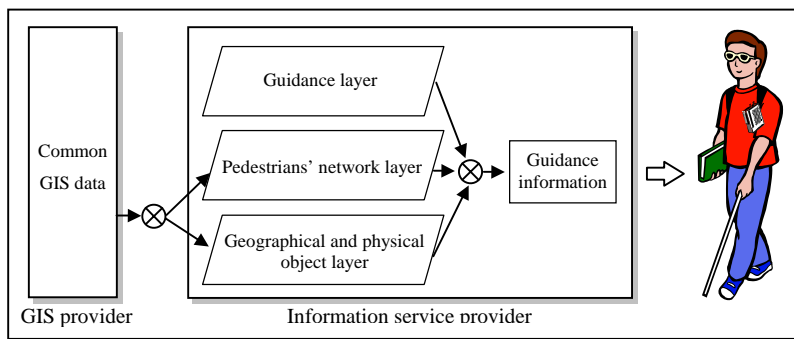 Common
GIS data
GIS provider
Guidance layer
Pedestrians' network layer
Geographical and physical
object layer
Guidance
information
Information service provider